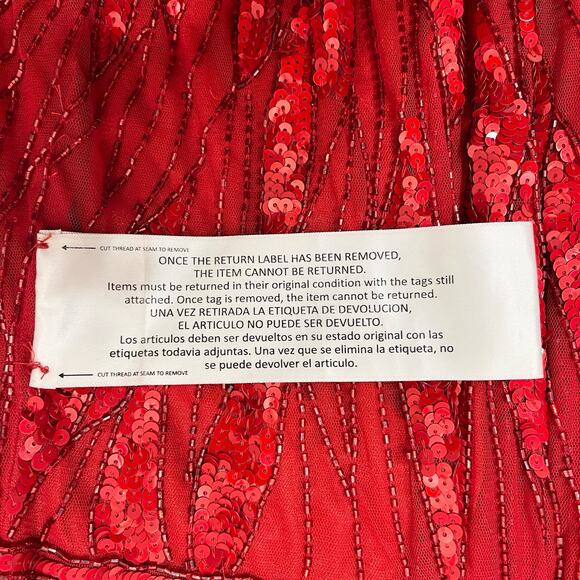 CUT THREAD AT SEAM TO REMOVE
ONCE THE RETURN LABEL HAS BEEN REMOVED,
THE ITEM CANNOT BE RETURNED.
Items must be returned in their original condition with the tags still
attached. Once tag is removed, the item cannot be returned.
UNA VEZ RETIRADA LA ETIQUETA DE DEVOLUCION,
EL ARTICULO NO PUEDE SER DEVUELTO.
Los articulos deben ser devueltos en su estado original con las
etiquetas todavia adjuntas. Una vez que se elimina la etiqueta, no
se puede devolver el articulo.
CUT THREAD AT SEAM TO REMOVE